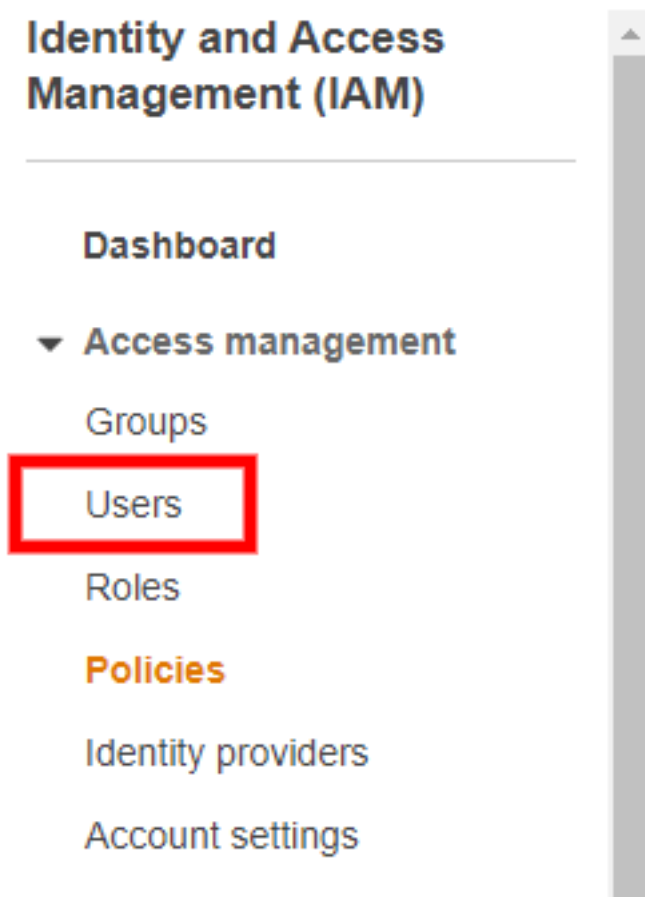 Identity and Access
Management (IAM)
Dashboard
Access management
Groups
Users
Roles
Policies
Identity providers
Account settings